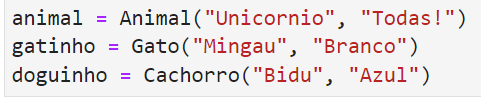 animal = Animal("Unicornio", "Todas!")
gatinho = Gato("Mingau", "Branco")
doguinho = Cachorro("Bidu", "Azul")